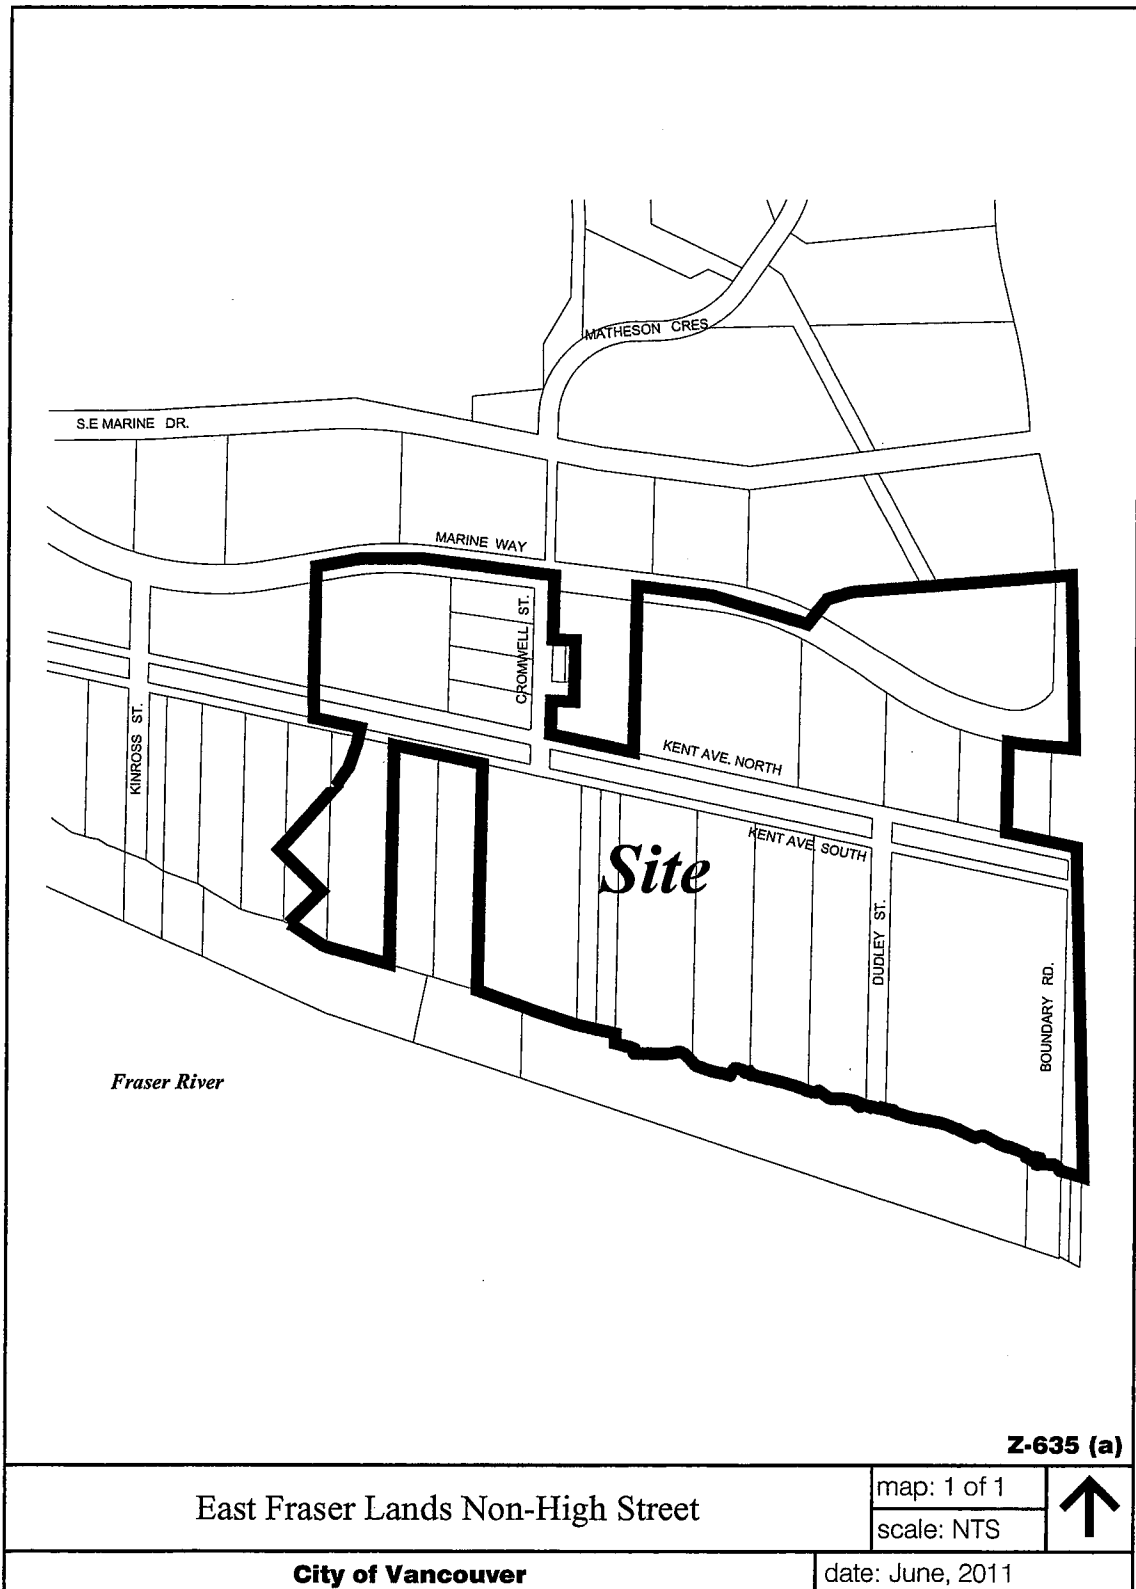 MATHESON CRES
S.E MARINE DR.
MARINE WAY
CROMWELL ST.
KINROSS ST.
KENT AVE. NORTH
KENT AVE. SOUTH
Site
DUDLEY ST.
BOUNDARY RD.
Fraser River
Z-635 (a)
East Fraser Lands Non-High Street
map: 1 of 1
scale: NTS
City of Vancouver
date: June, 2011